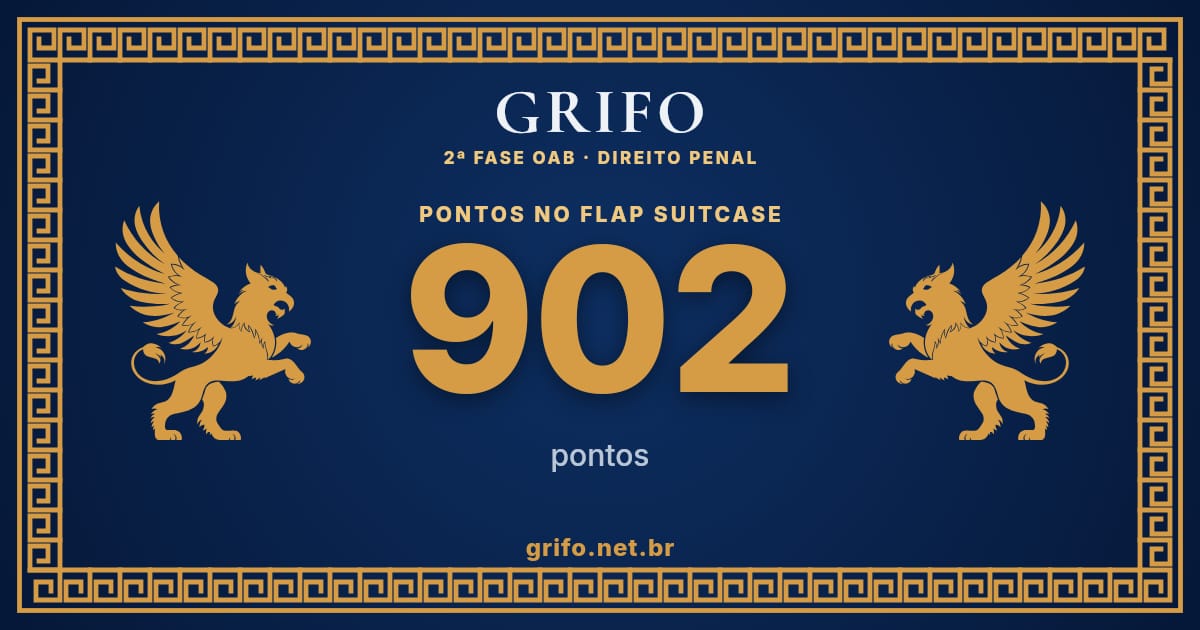 GRIFO
2ª FASE OAB · DIREITO PENAL
PONTOS NO FLAP SUITCASE
902
pontos
grifo.net.br